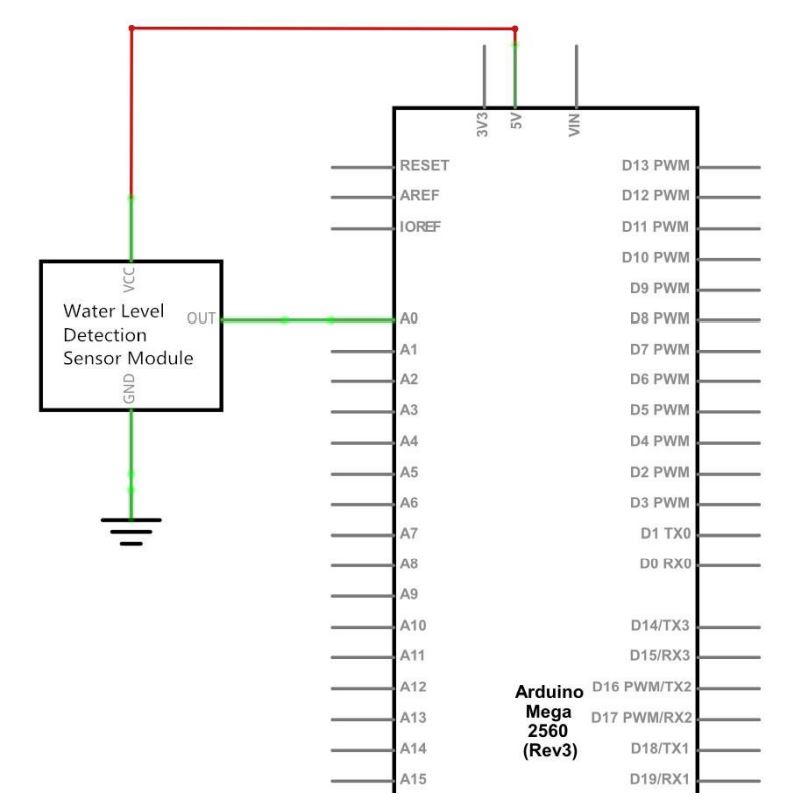 3V3
5V
VIN
RESET
AREF
IOREF
A0
A1
A2
A3
A4
A5
A6
A7
A8
A9
A10
A11
A12
A13
A14
A15
D13 PWM
D12 PWM
D11 PWM
D10 PWM
D9 PWM
D8 PWM
D7 PWM
D6 PWM
D5 PWM
D4 PWM
D2 PWM
D3 PWM
D1 TX0
D0 RX0
D14/TX3
D15/RX3
D16 PWM/TX2
D17 PWM/RX2
D18/TX1
D19/RX1
Arduino
Mega
2560
(Rev3)
VCC
Water Level
Detection
Sensor Module
OUT
GND